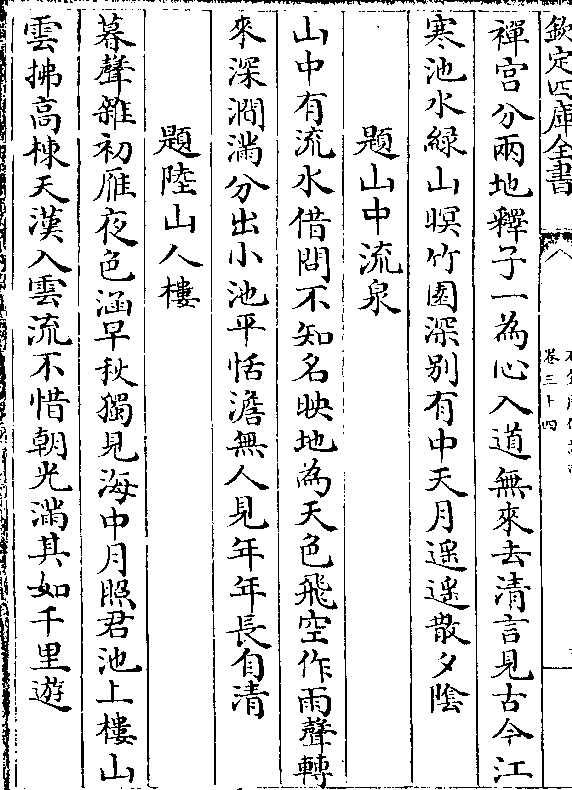 欽定四庫全書
卷三十四
禪宫分兩地釋子一為心入道無來去清言見古今江
寒池水緑山暝竹園深别有中天月遥遥散夕陰
題山中流泉
山中有流水借問不知名映地為天色飛空作雨聲轉
來深澗滿分出小池平恬澹無人見年年長自清
題陸山人樓
暮聲雜初雁夜色涵早秋獨見海中月照君池上樓山
雲拂高棟天漢入雲流不惜朝光滿其如千里遊